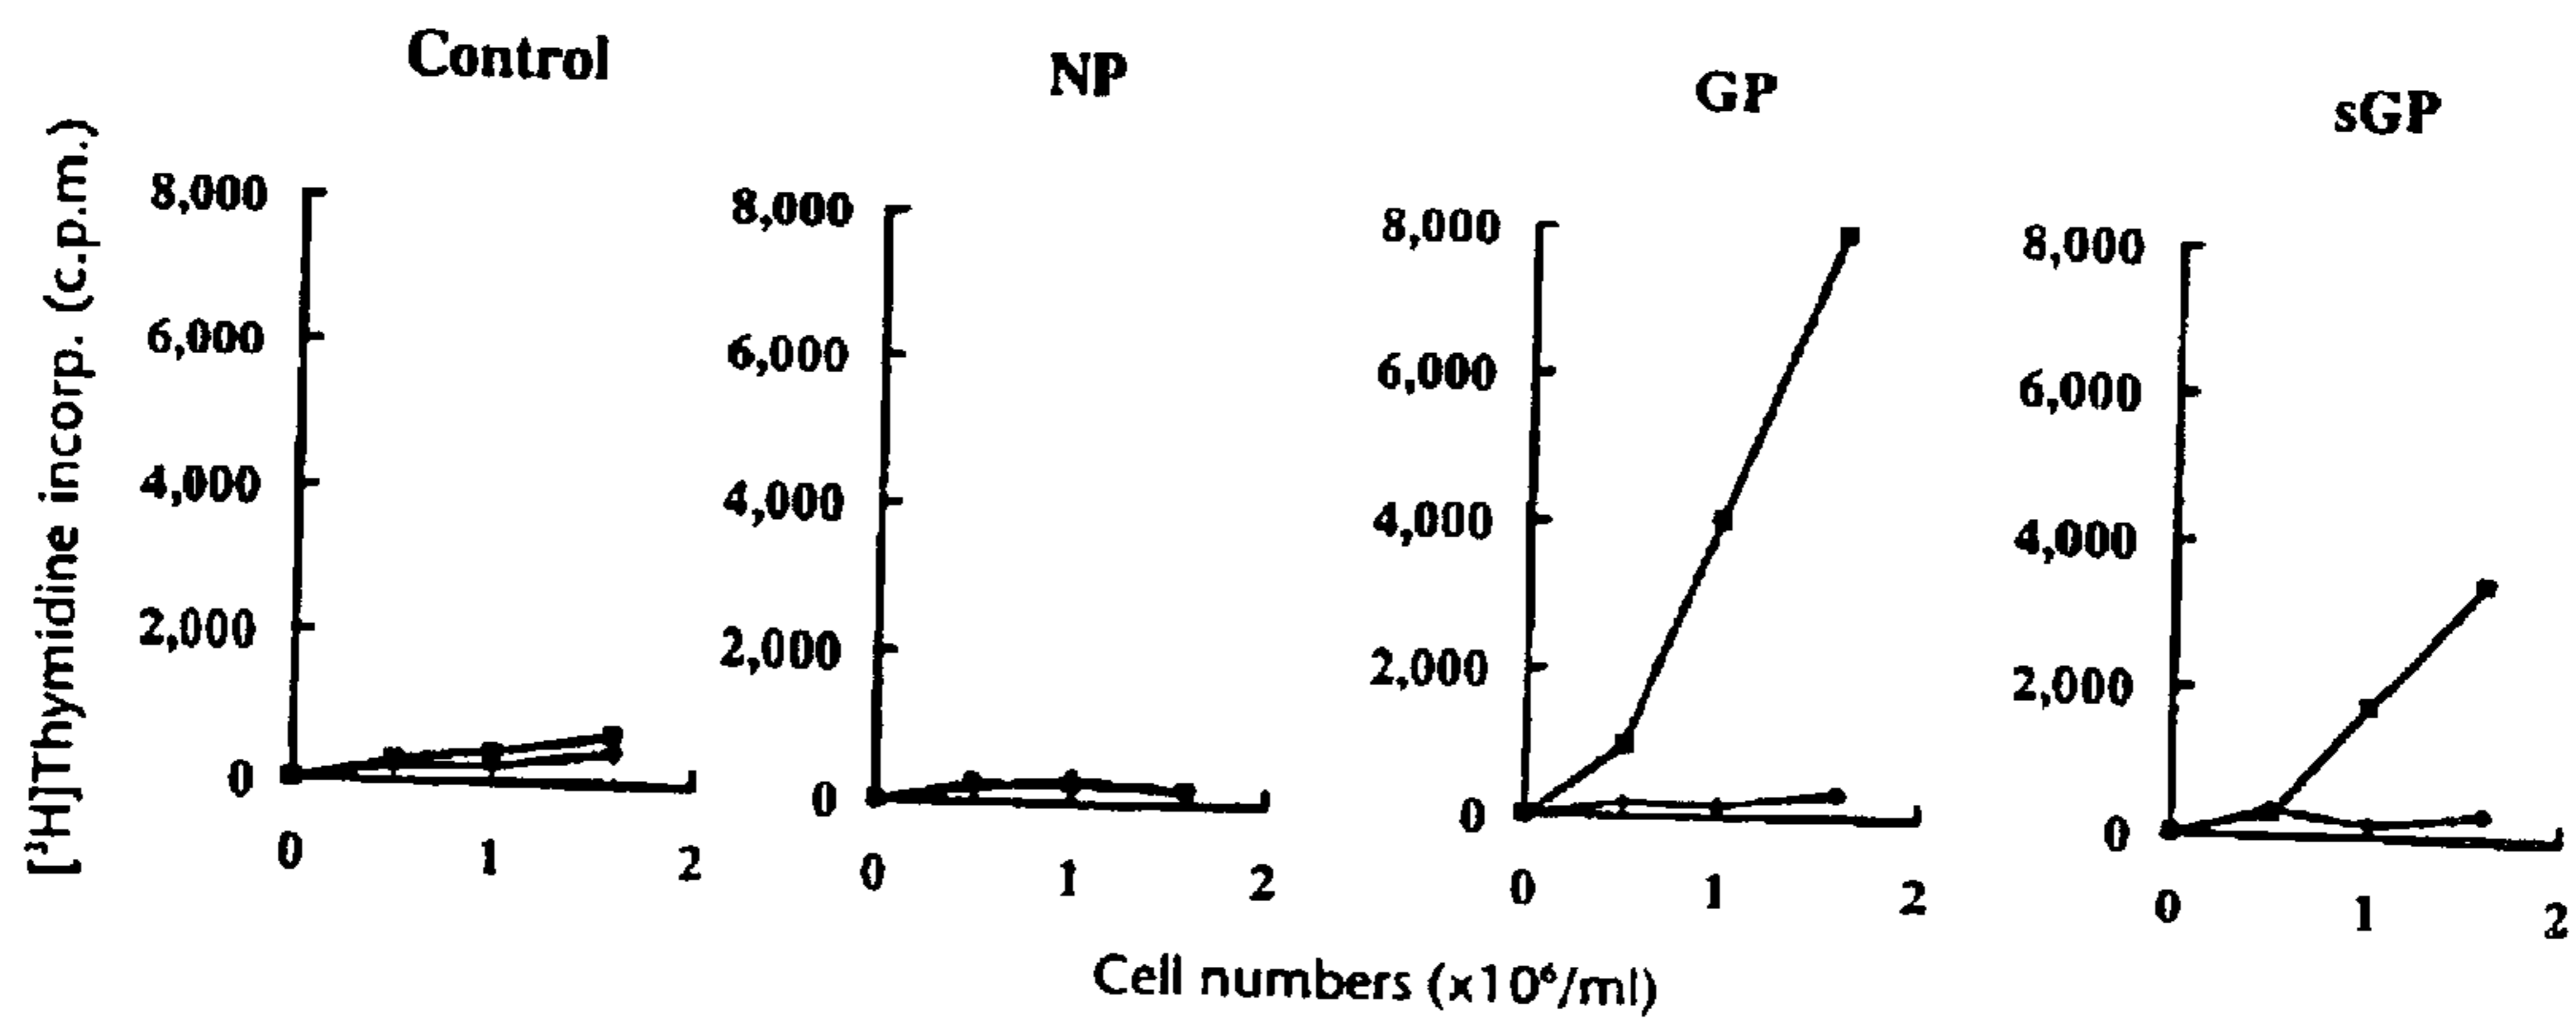 Control
NP
GP
sGP
[³H]Thymidine incorp. (c.p.m.)
8,000
6,000
4,000
2,000
0
0 1 2
8,000
6,000
4,000
2,000
0
0 1 2
8,000
6,000
4,000
2,000
0
0 1 2
8,000
6,000
4,000
2,000
0
0 1 2
Cell numbers (x10⁶/ml)